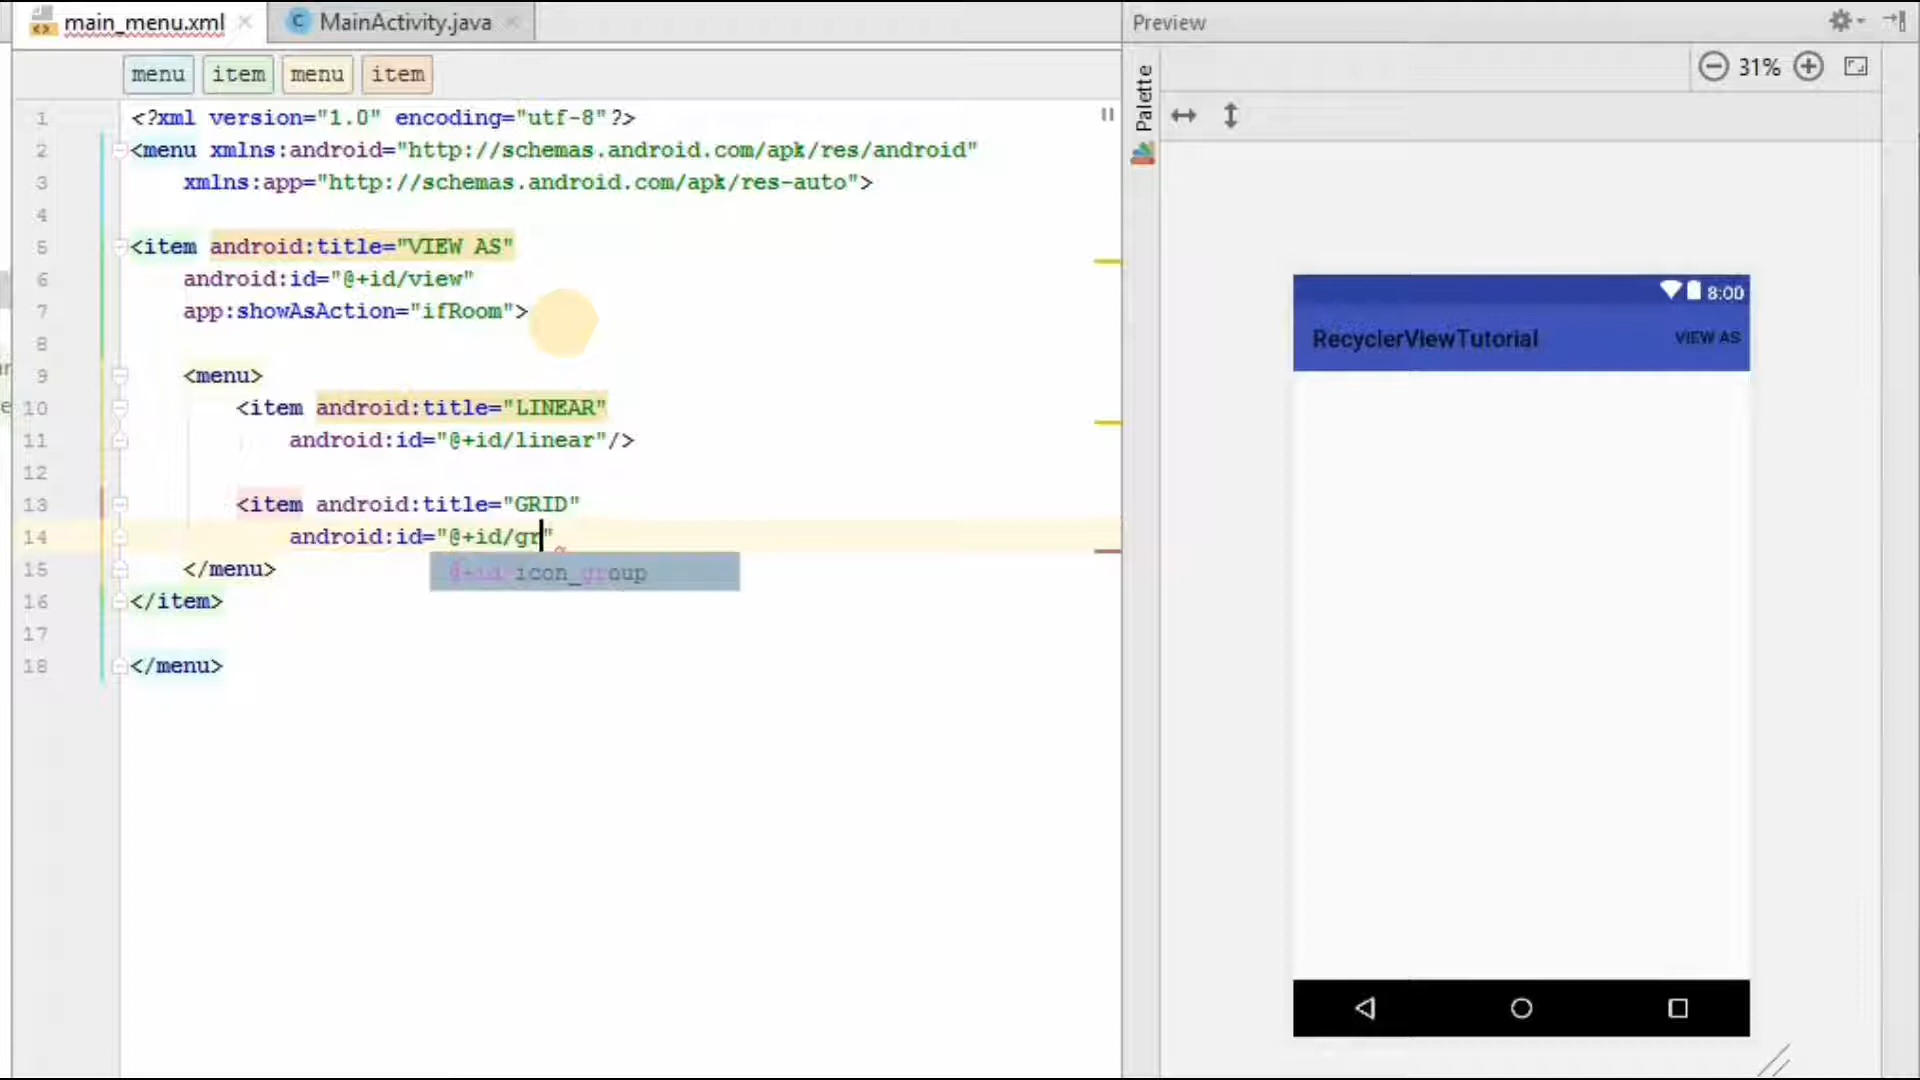 main_menu.xml
MainActivity.java
Preview
menu item menu item
31%
Palette
1 <?xml version="1.0" encoding="utf-8"?>
2 <menu xmlns:android="http://schemas.android.com/apk/res/android"
3 xmlns:app="http://schemas.android.com/apk/res-auto">
4
5 <item android:title="VIEW AS"
6 android:id="@+id/view"
7 app:showAsAction="ifRoom">
8
9 <menu>
10 <item android:title="LINEAR"
11 android:id="@+id/linear"/>
12
13 <item android:title="GRID"
14 android:id="@+id/gr"
@+id/icon_group
15 </menu>
16 </item>
17
18 </menu>
8:00
RecyclerViewTutorial
VIEW AS